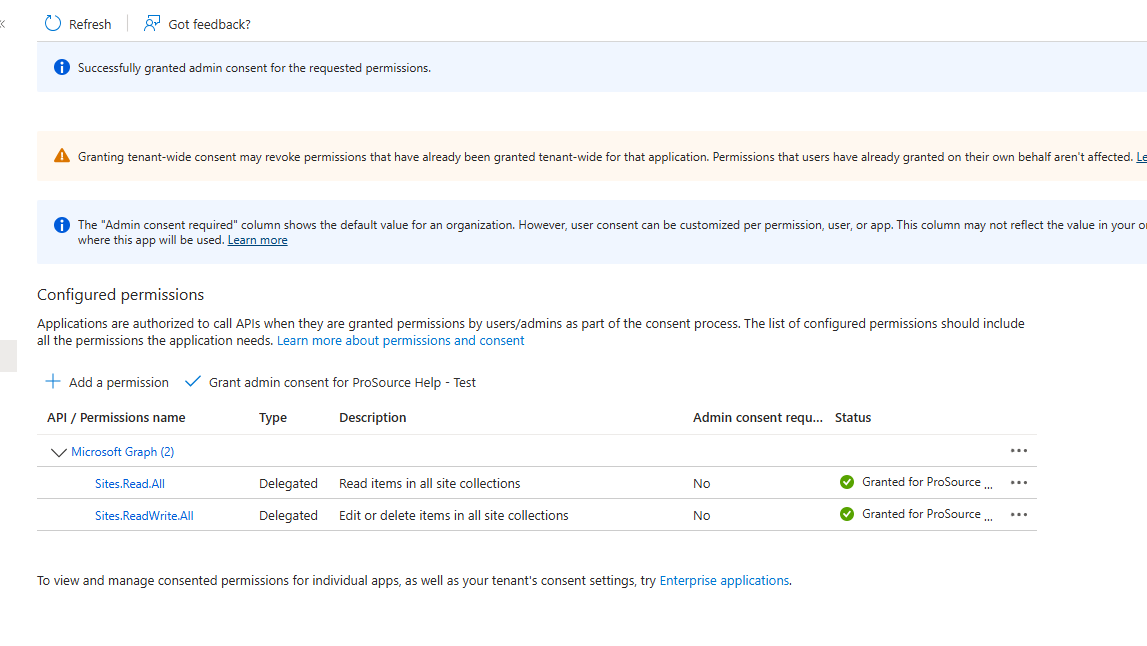 Refresh Got feedback?
Successfully granted admin consent for the requested permissions.
Granting tenant-wide consent may revoke permissions that have already been granted tenant-wide for that application. Permissions that users have already granted on their own behalf aren't affected. Le
The "Admin consent required" column shows the default value for an organization. However, user consent can be customized per permission, user, or app. This column may not reflect the value in your or
where this app will be used. Learn more
Configured permissions
Applications are authorized to call APIs when they are granted permissions by users/admins as part of the consent process. The list of configured permissions should include
all the permissions the application needs. Learn more about permissions and consent
Add a permission Grant admin consent for ProSource Help - Test
API / Permissions name Type Description Admin consent requ... Status
Microsoft Graph (2)
Sites.Read.All Delegated Read items in all site collections No Granted for ProSource ...
Sites.ReadWrite.All Delegated Edit or delete items in all site collections No Granted for ProSource ...
To view and manage consented permissions for individual apps, as well as your tenant's consent settings, try Enterprise applications.